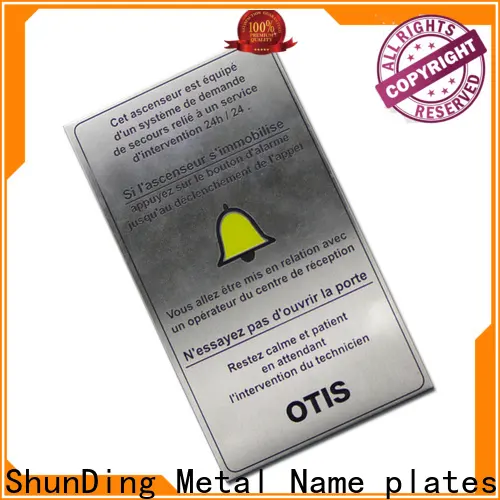 100%
PREMIUM
QUALITY
ALL RIGHTS
COPYRIGHT
RESERVED
Cet ascenseur est équipé
d'un système de demande
de secours relié à un service
d'intervention 24h / 24 -
Si l'ascenseur s'immobilise
appuyez sur le bouton d'alarme
jusqu'au déclenchement de l'appel
Vous allez être mis en relation avec
un opérateur du centre de réception
N'essayez pas d'ouvrir la porte
Restez calme et patient
en attendant
l'intervention du technicien
OTIS
ShunDing Metal Name plates